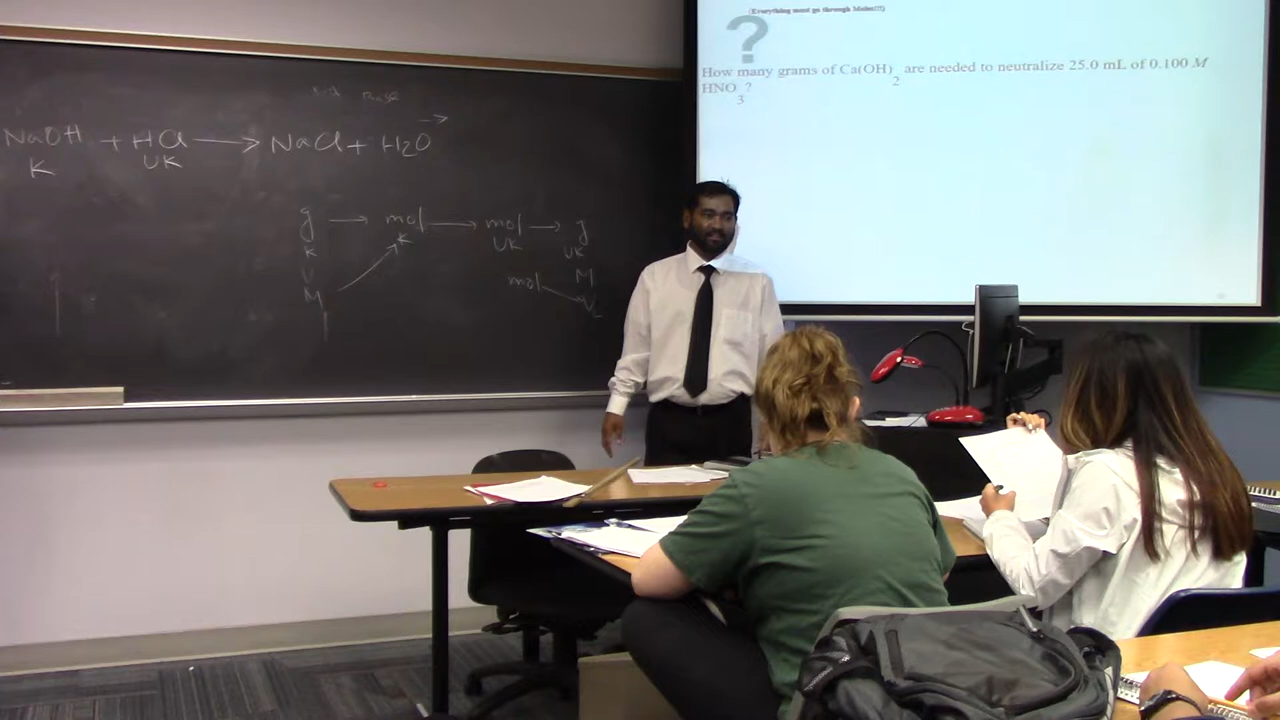 (Everything must go through Moles!!!)
?
How many grams of Ca(OH)2 are needed to neutralize 25.0 mL of 0.100 M
HNO3?
NaOH + HCl → NaCl + H2O →
K UK
g → mol → mol → g
K K UK UK
V mol M
M V